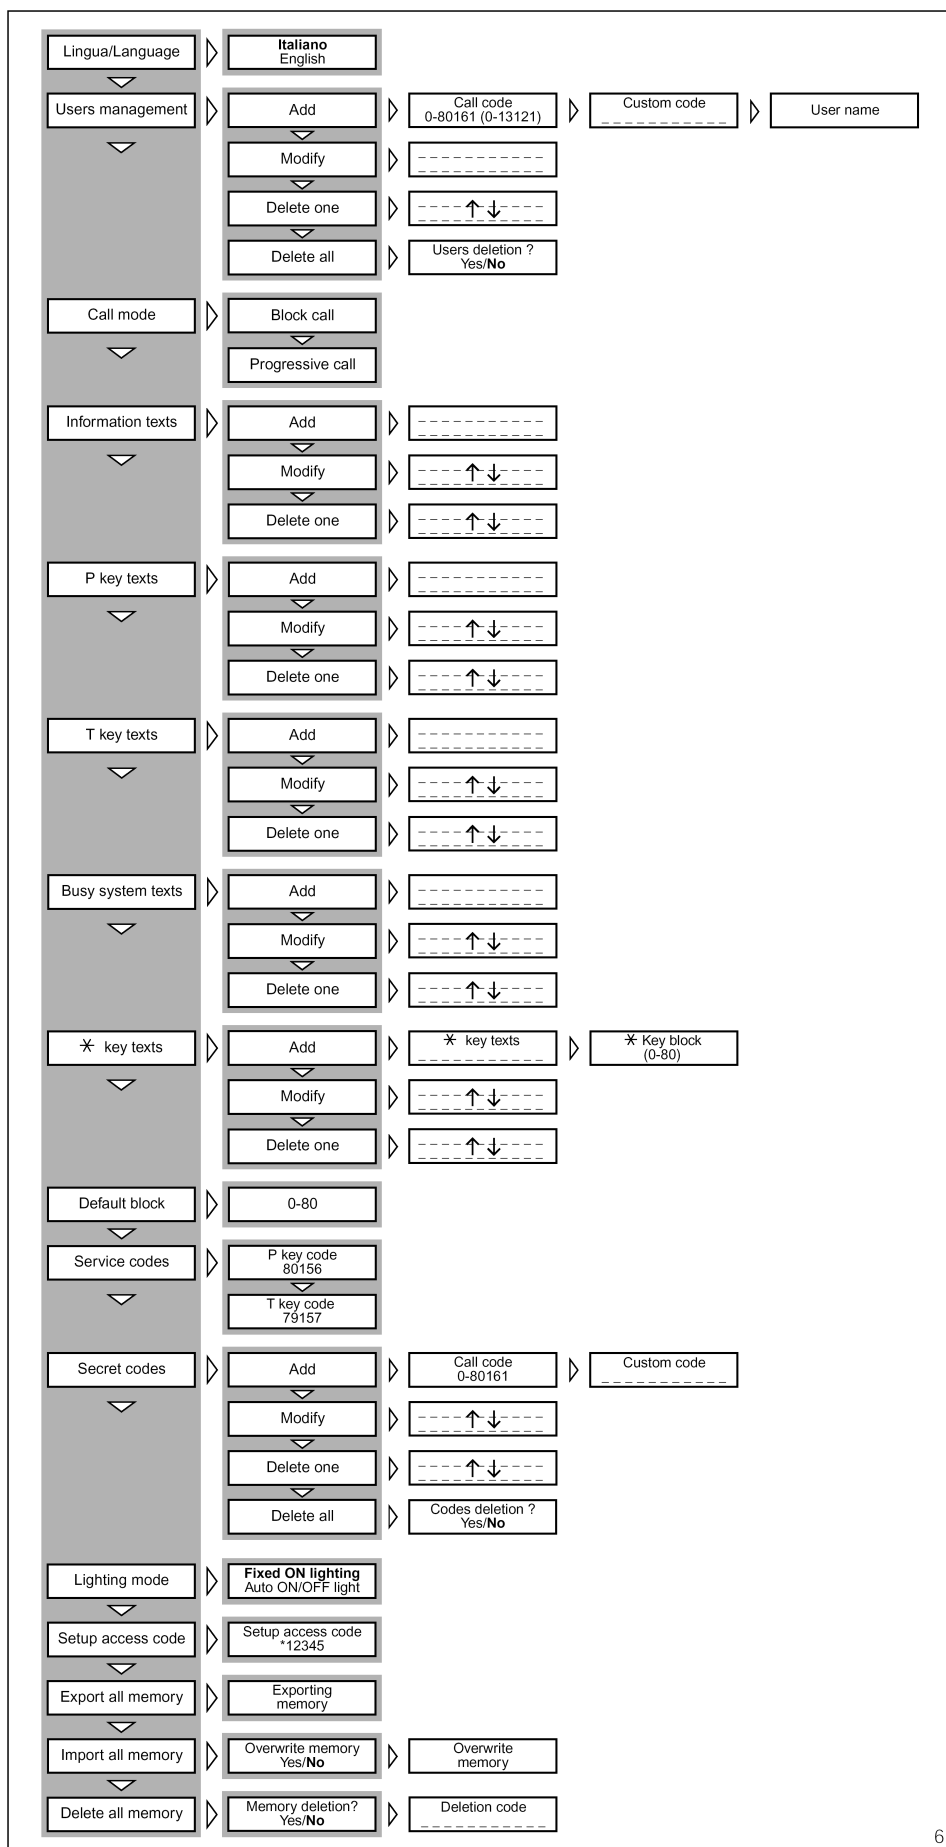 Lingua/Language
Italiano
English
Users management
Add
Call code
0-80161 (0-13121)
Custom code
User name
Modify
Delete one
Delete all
Users deletion ?
Yes/No
Call mode
Block call
Progressive call
Information texts
Add
Modify
Delete one
P key texts
Add
Modify
Delete one
T key texts
Add
Modify
Delete one
Busy system texts
Add
Modify
Delete one
* key texts
Add
* key texts
* Key block
(0-80)
Modify
Delete one
Default block
0-80
Service codes
P key code
80156
T key code
79157
Secret codes
Add
Call code
0-80161
Custom code
Modify
Delete one
Delete all
Codes deletion ?
Yes/No
Lighting mode
Fixed ON lighting
Auto ON/OFF light
Setup access code
Setup access code
*12345
Export all memory
Exporting
memory
Import all memory
Overwrite memory
Yes/No
Overwrite
memory
Delete all memory
Memory deletion?
Yes/No
Deletion code
6